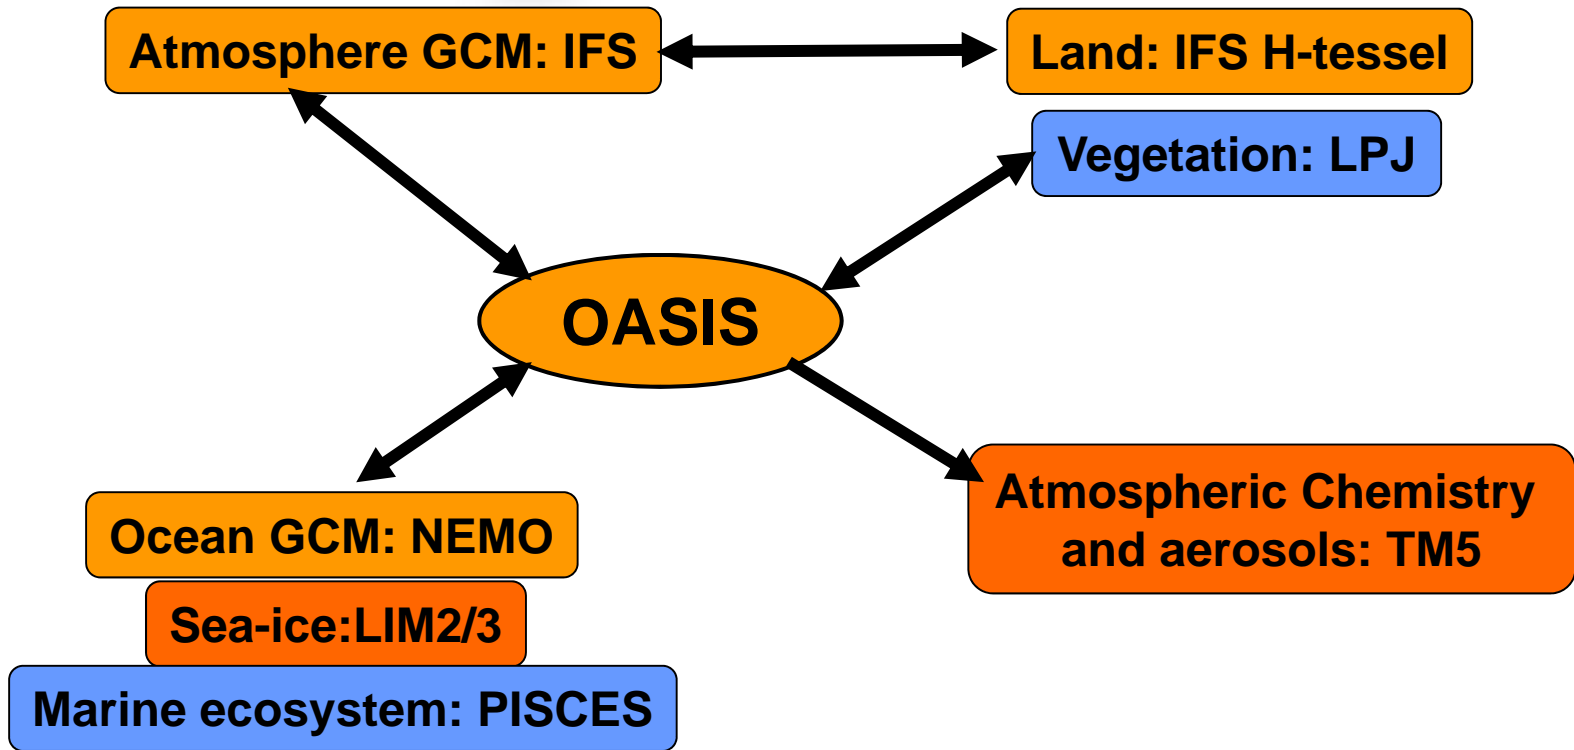 Atmosphere GCM: IFS
Land: IFS H-tessel
Vegetation: LPJ
OASIS
Atmospheric Chemistry
and aerosols: TM5
Ocean GCM: NEMO
Sea-ice:LIM2/3
Marine ecosystem: PISCES